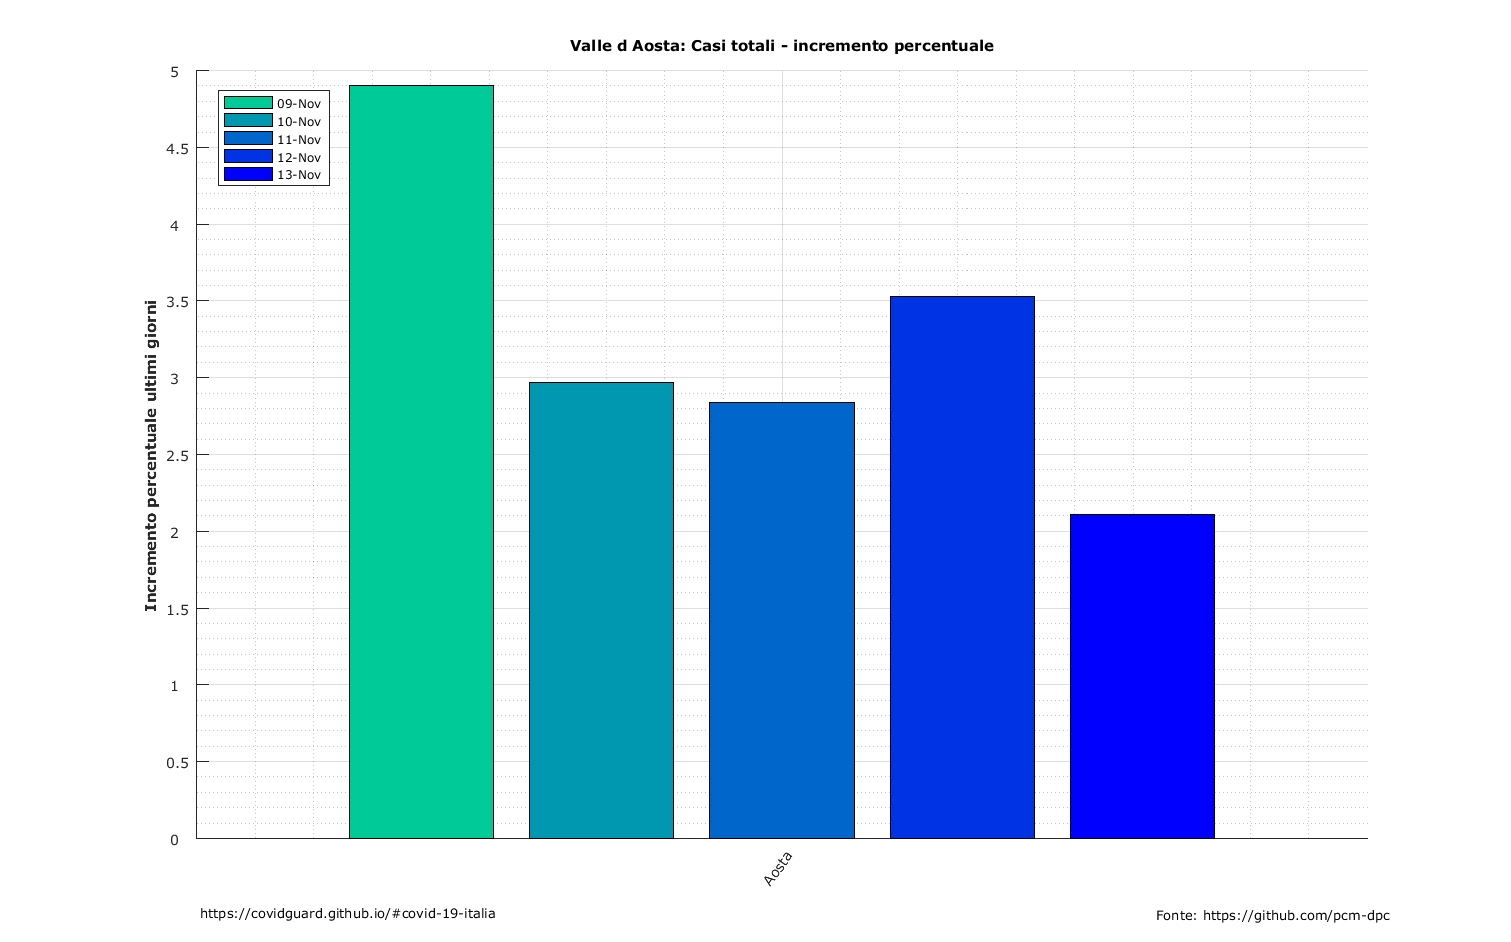 Valle d Aosta: Casi totali - incremento percentuale
5
4.5
4
3.5
3
2.5
2
1.5
1
0.5
0
Incremento percentuale ultimi giorni
09-Nov
10-Nov
11-Nov
12-Nov
13-Nov
Aosta
https://covidguard.github.io/#covid-19-italia
Fonte: https://github.com/pcm-dpc